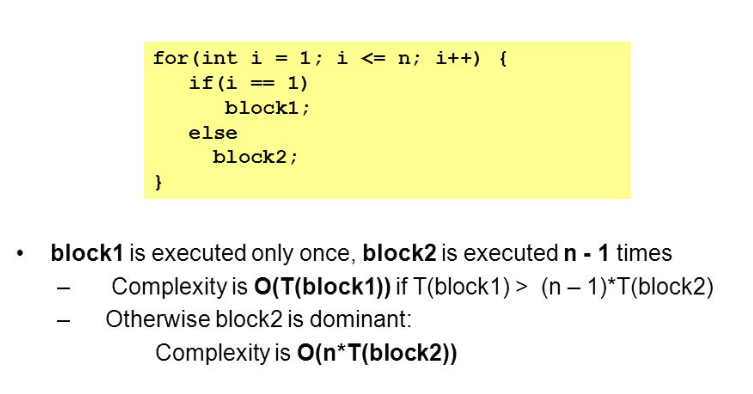 for(int i = 1; i <= n; i++) {
if(i == 1)
block1;
else
block2;
}
• block1 is executed only once, block2 is executed n - 1 times
– Complexity is O(T(block1)) if T(block1) > (n – 1)*T(block2)
– Otherwise block2 is dominant:
Complexity is O(n*T(block2))